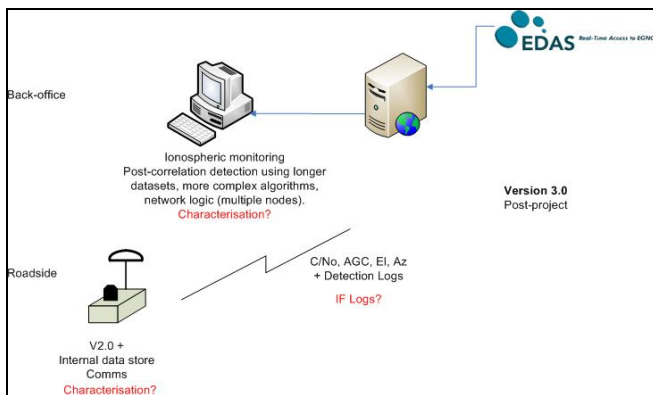 EDAS Real-Time Access to EGNO
Back-office
Ionospheric monitoring
Post-correlation detection using longer
datasets, more complex algorithms,
network logic (multiple nodes).
Characterisation?
Version 3.0
Post-project
Roadside
C/No, AGC, El, Az
+ Detection Logs
IF Logs?
V2.0 +
Internal data store
Comms
Characterisation?